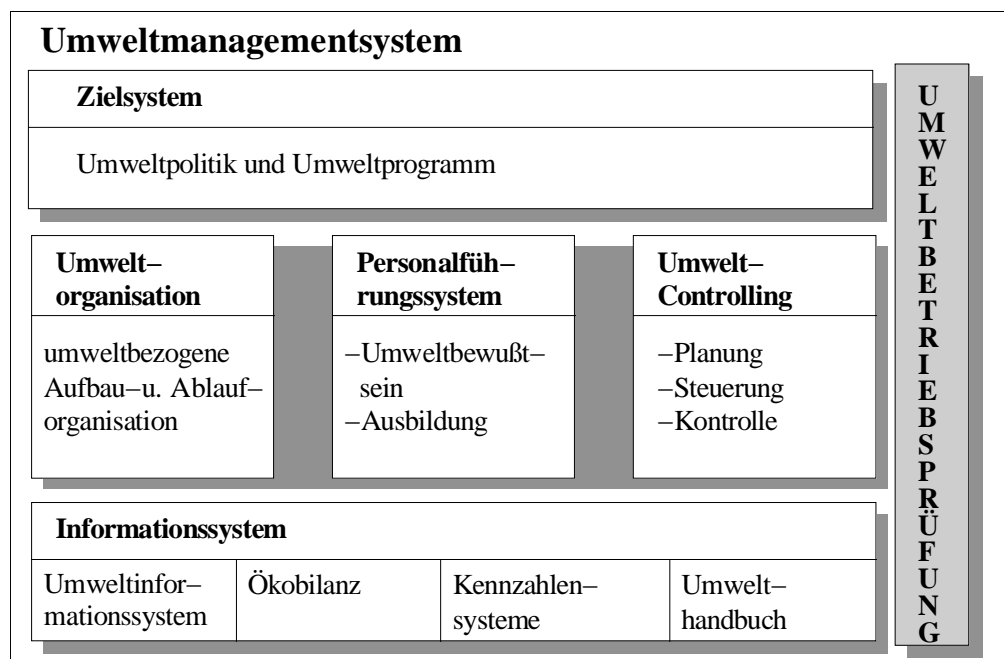 Umweltmanagementsystem
Zielsystem
Umweltpolitik und Umweltprogramm
Umwelt–
organisation
umweltbezogene
Aufbau–u. Ablauf–
organisation
Personalfüh–
rungssystem
–Umweltbewußt–
sein
–Ausbildung
Umwelt–
Controlling
–Planung
–Steuerung
–Kontrolle
Informationssystem
Umweltinfor–
mationssystem
Ökobilanz
Kennzahlen–
systeme
Umwelt–
handbuch
UMWELTBETRIEBSPRÜFUNG